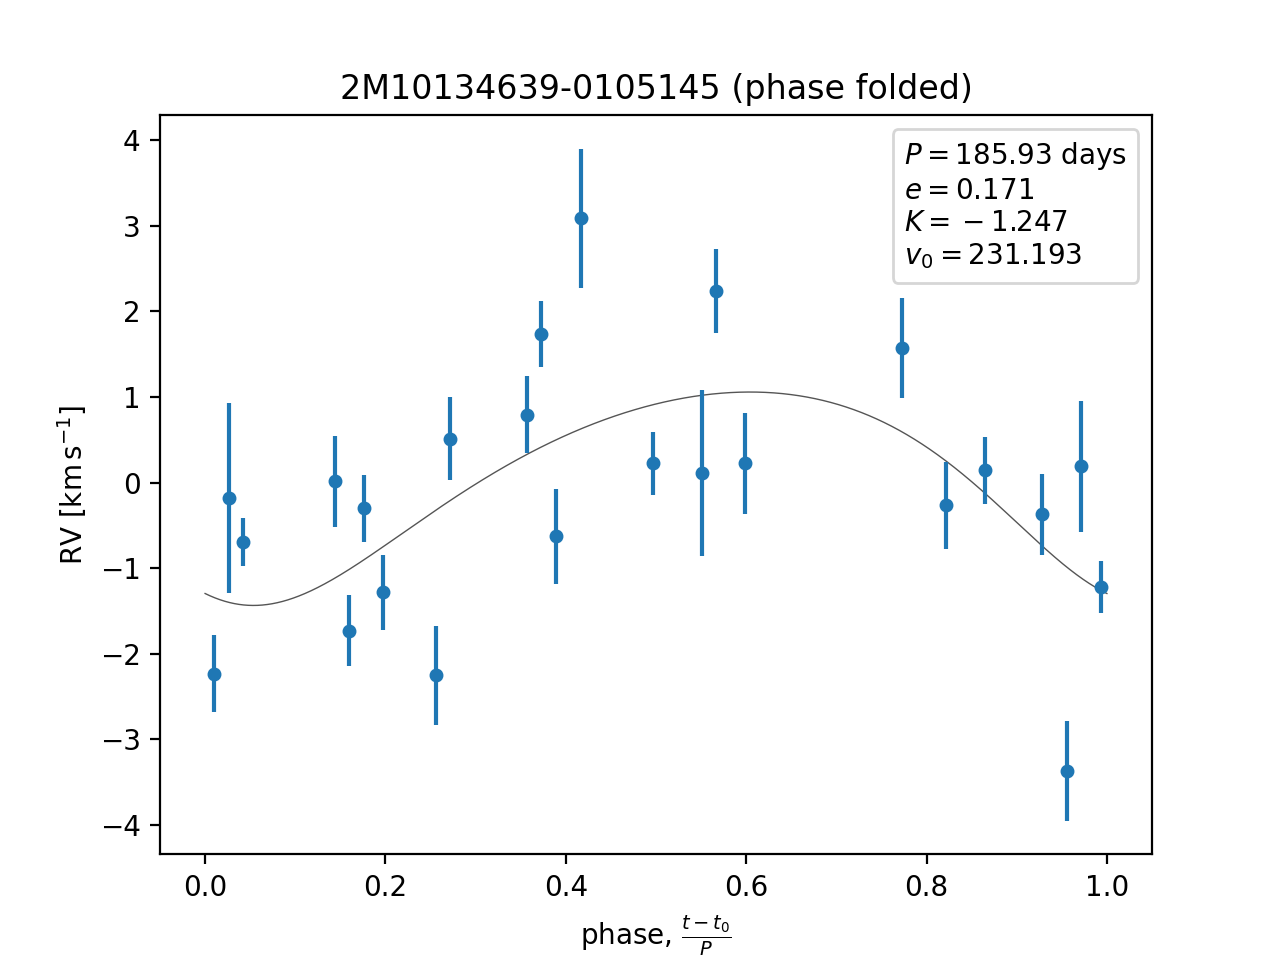 2M10134639-0105145 (phase folded)
P = 185.93 days
e = 0.171
K = −1.247
v₀ = 231.193
RV [km s⁻¹]
4
3
2
1
0
−1
−2
−3
−4
0.0 0.2 0.4 0.6 0.8 1.0
phase, (t − t₀)/P